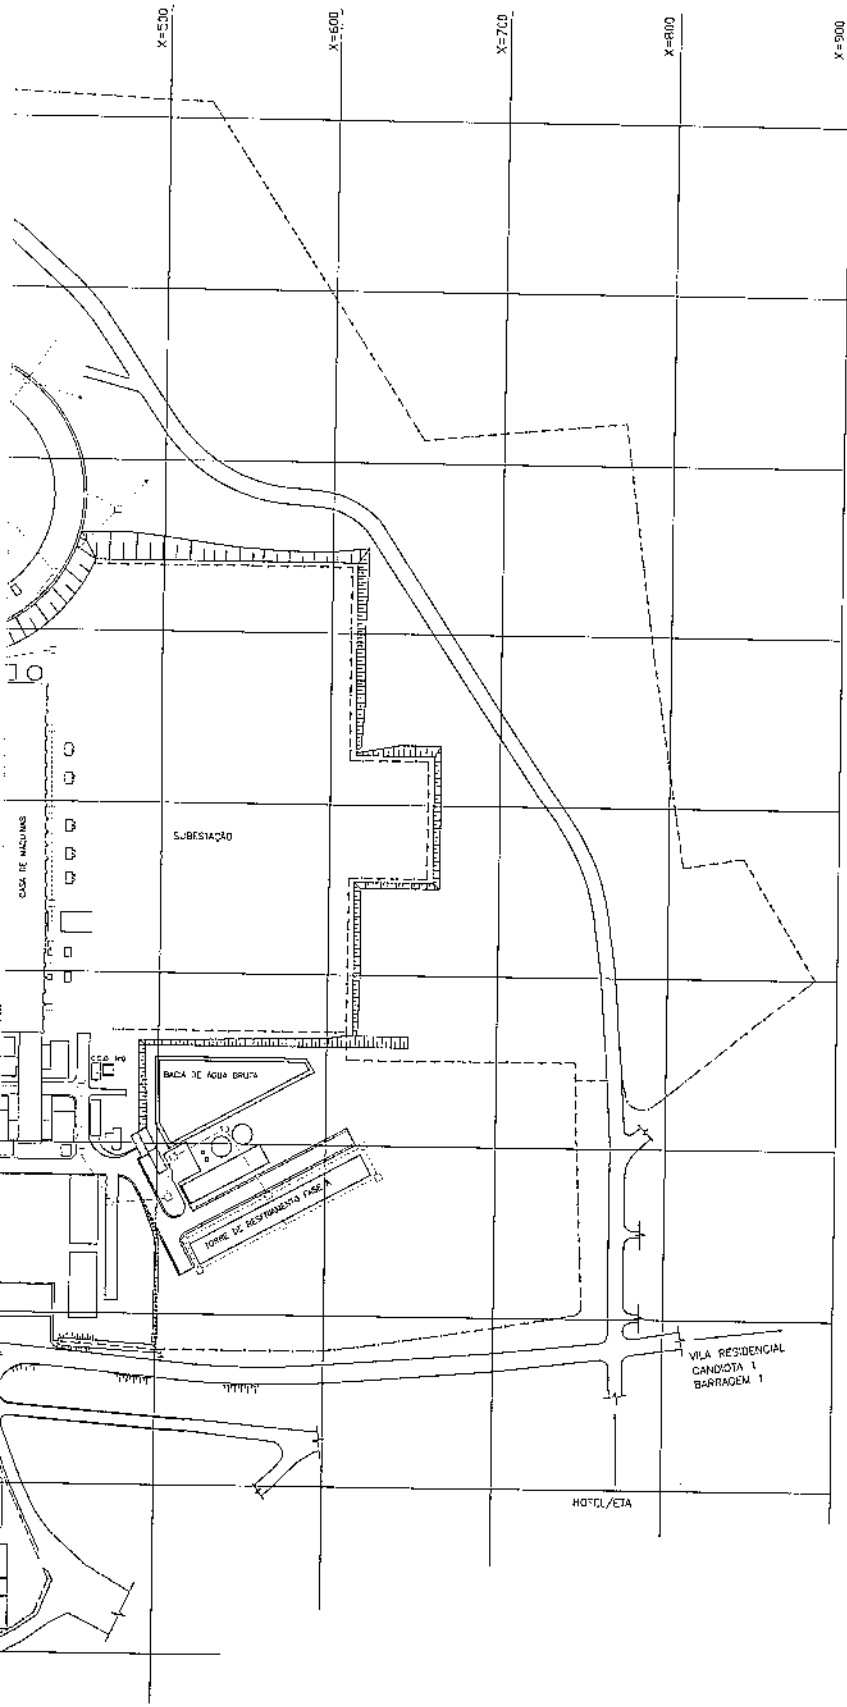 X=500
X=600
X=700
X=800
X=900
CASA DE MÁQUINAS
SUBESTAÇÃO
BACIA DE ÁGUA BRUTA
TORRE DE RESFRIAMENTO FASE A
VILA RESIDENCIAL
CANDIOTA 1
BARRAGEM 1
HOTEL/ETA